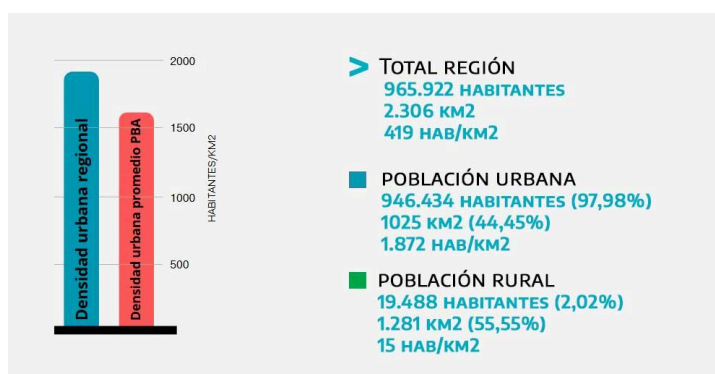 2000
1500
1000
500
HABITANTES/KM2
Densidad urbana regional
Densidad urbana promedio PBA
> TOTAL REGIÓN
965.922 HABITANTES
2.306 KM2
419 HAB/KM2
POBLACIÓN URBANA
946.434 HABITANTES (97,98%)
1025 KM2 (44,45%)
1.872 HAB/KM2
POBLACIÓN RURAL
19.488 HABITANTES (2,02%)
1.281 KM2 (55,55%)
15 HAB/KM2